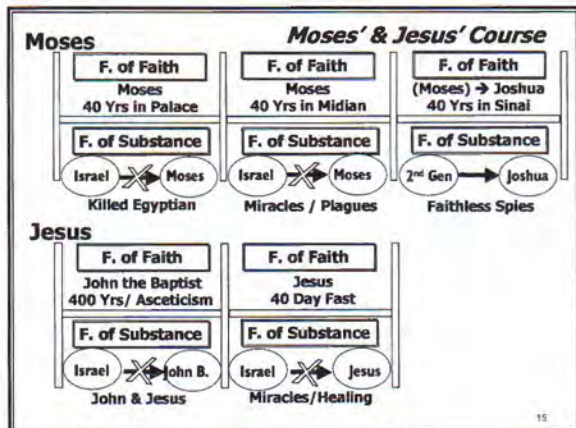 Moses' & Jesus' Course
Moses
F. of Faith
Moses
40 Yrs in Palace
F. of Substance
Israel Moses
Killed Egyptian
F. of Faith
Moses
40 Yrs in Midian
F. of Substance
Israel Moses
Miracles / Plagues
F. of Faith
(Moses) ➔ Joshua
40 Yrs in Sinai
F. of Substance
2nd Gen Joshua
Faithless Spies
Jesus
F. of Faith
John the Baptist
400 Yrs/ Asceticism
F. of Substance
Israel John B.
John & Jesus
F. of Faith
Jesus
40 Day Fast
F. of Substance
Israel Jesus
Miracles/Healing
15